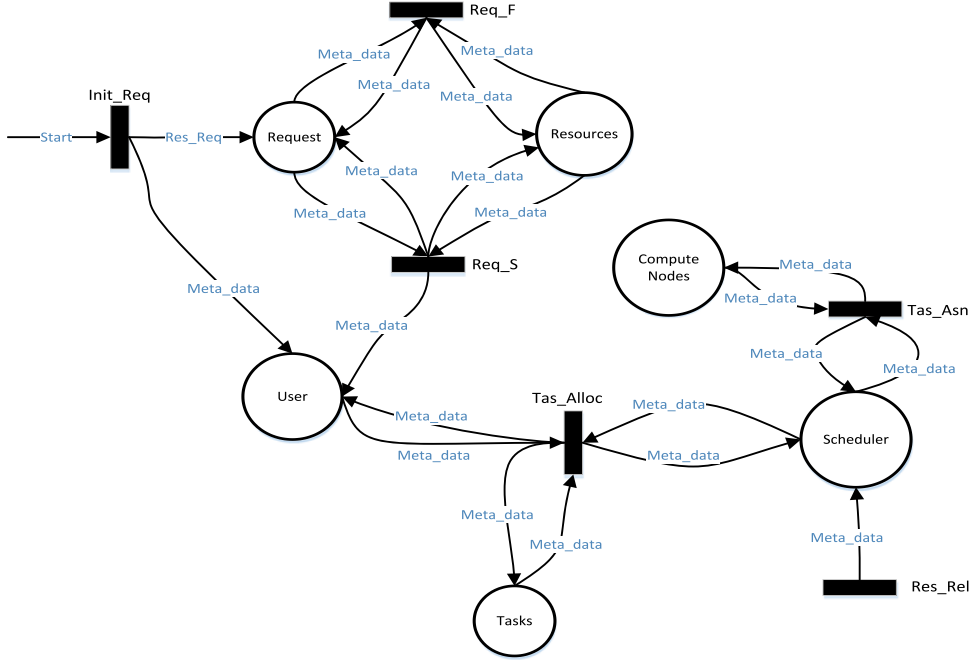 Req_F
Meta_data
Meta_data
Meta_data
Meta_data
Init_Req
Start
Res_Req
Request
Resources
Meta_data
Meta_data
Meta_data
Meta_data
Req_S
Compute
Nodes
Meta_data
Meta_data
Tas_Asn
Meta_data
Meta_data
Meta_data
Meta_data
User
Tas_Alloc
Meta_data
Meta_data
Scheduler
Meta_data
Meta_data
Meta_data
Meta_data
Meta_data
Res_Rel
Tasks